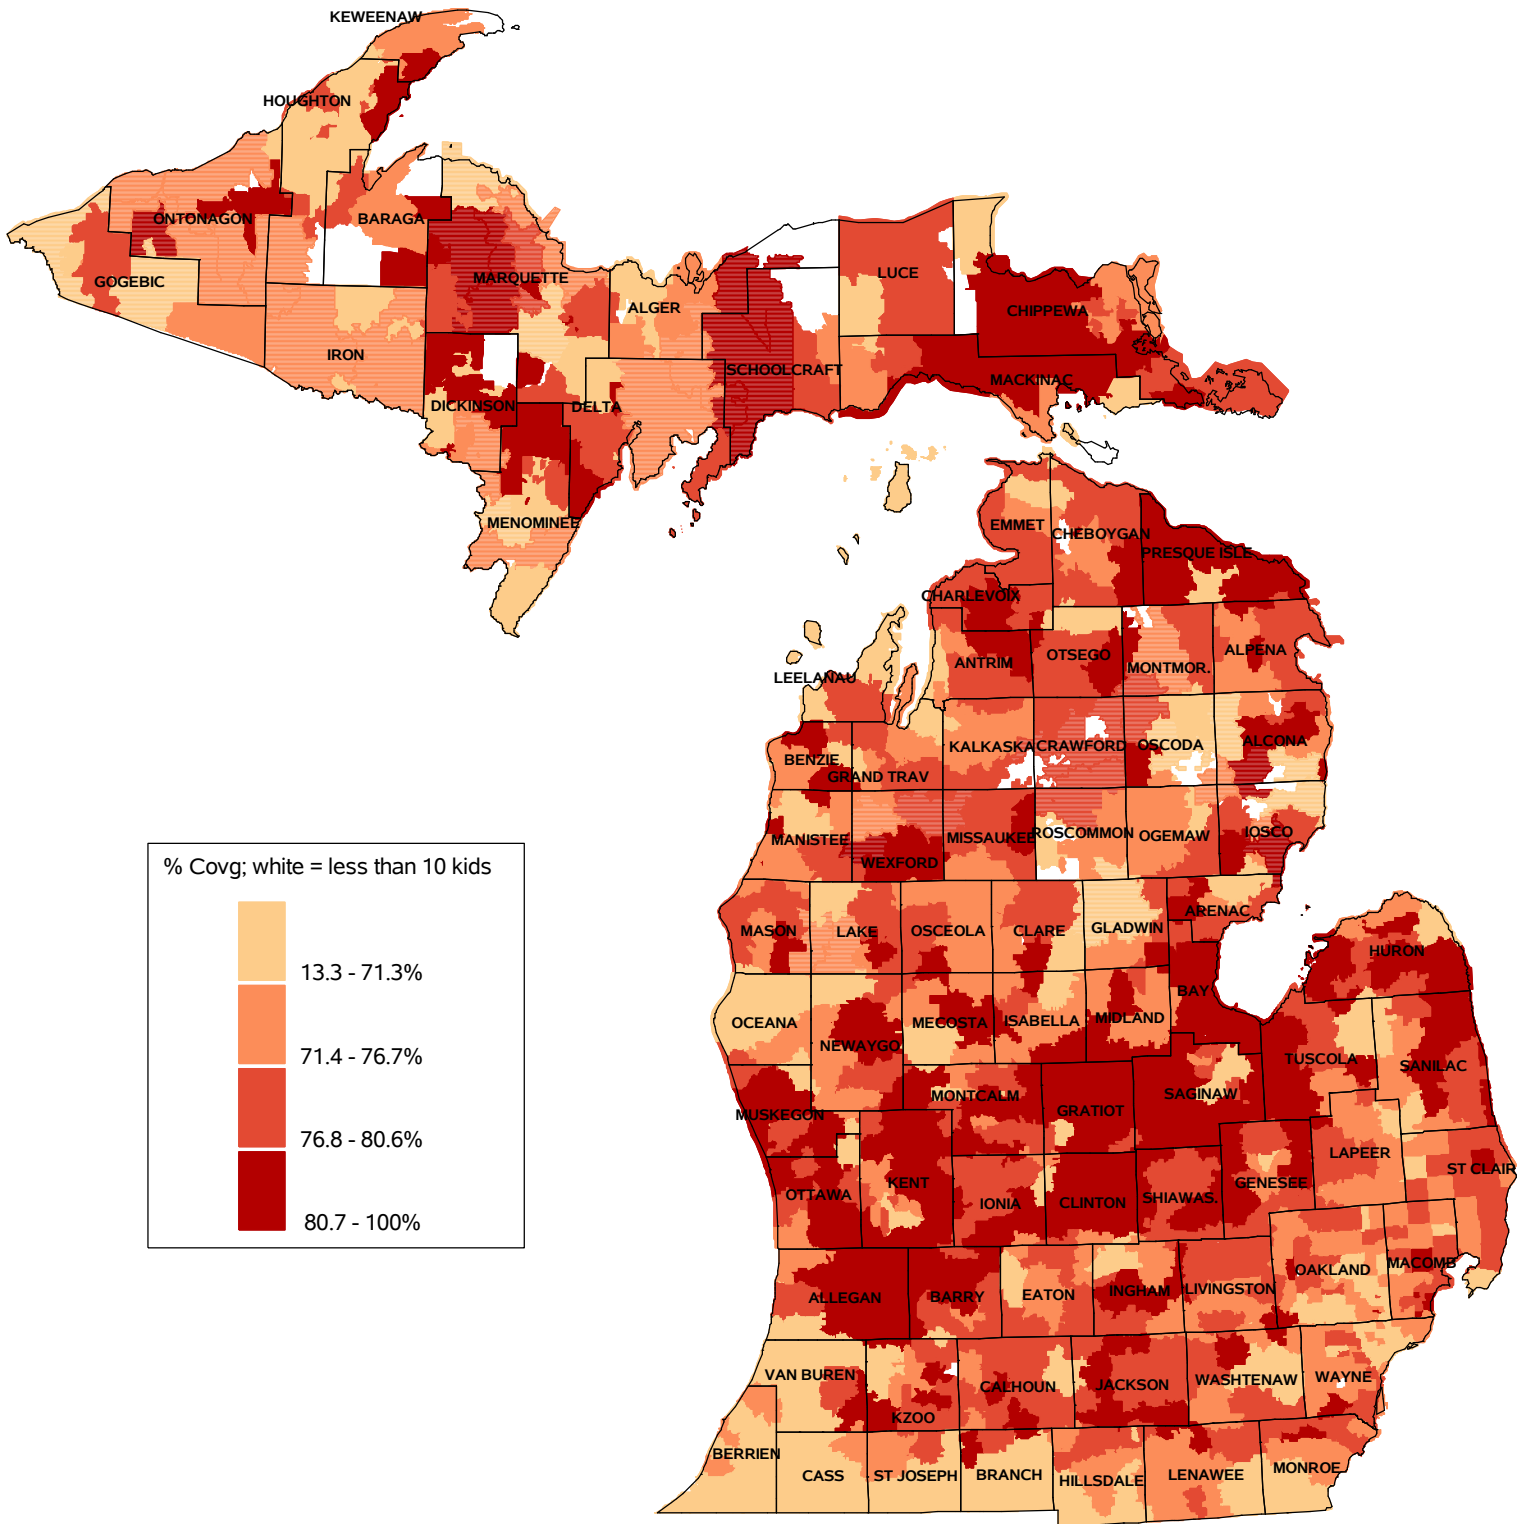 KEWEENAW
HOUGHTON
ONTONAGON
BARAGA
GOGEBIC
MARQUETTE
LUCE
ALGER
CHIPPEWA
IRON
SCHOOLCRAFT
MACKINAC
DICKINSON
DELTA
MENOMINEE
EMMET
CHEBOYGAN
PRESQUE ISLE
CHARLEVOIX
ANTRIM
OTSEGO
MONTMOR.
ALPENA
LEELANAU
KALKASKA
CRAWFORD
OSCODA
ALCONA
BENZIE
GRAND TRAV
MANISTEE
WEXFORD
MISSAUKEE
ROSCOMMON
OGEMAW
IOSCO
% Covg; white = less than 10 kids
13.3 - 71.3%
71.4 - 76.7%
76.8 - 80.6%
80.7 - 100%
MASON
LAKE
OSCEOLA
CLARE
GLADWIN
ARENAC
HURON
OCEANA
NEWAYGO
MECOSTA
ISABELLA
MIDLAND
BAY
TUSCOLA
SANILAC
MUSKEGON
MONTCALM
GRATIOT
SAGINAW
LAPEER
ST CLAIR
OTTAWA
KENT
IONIA
CLINTON
SHIAWAS.
GENESEE
ALLEGAN
BARRY
EATON
INGHAM
LIVINGSTON
OAKLAND
MACOMB
VAN BUREN
KZOO
CALHOUN
JACKSON
WASHTENAW
WAYNE
BERRIEN
CASS
ST JOSEPH
BRANCH
HILLSDALE
LENAWEE
MONROE